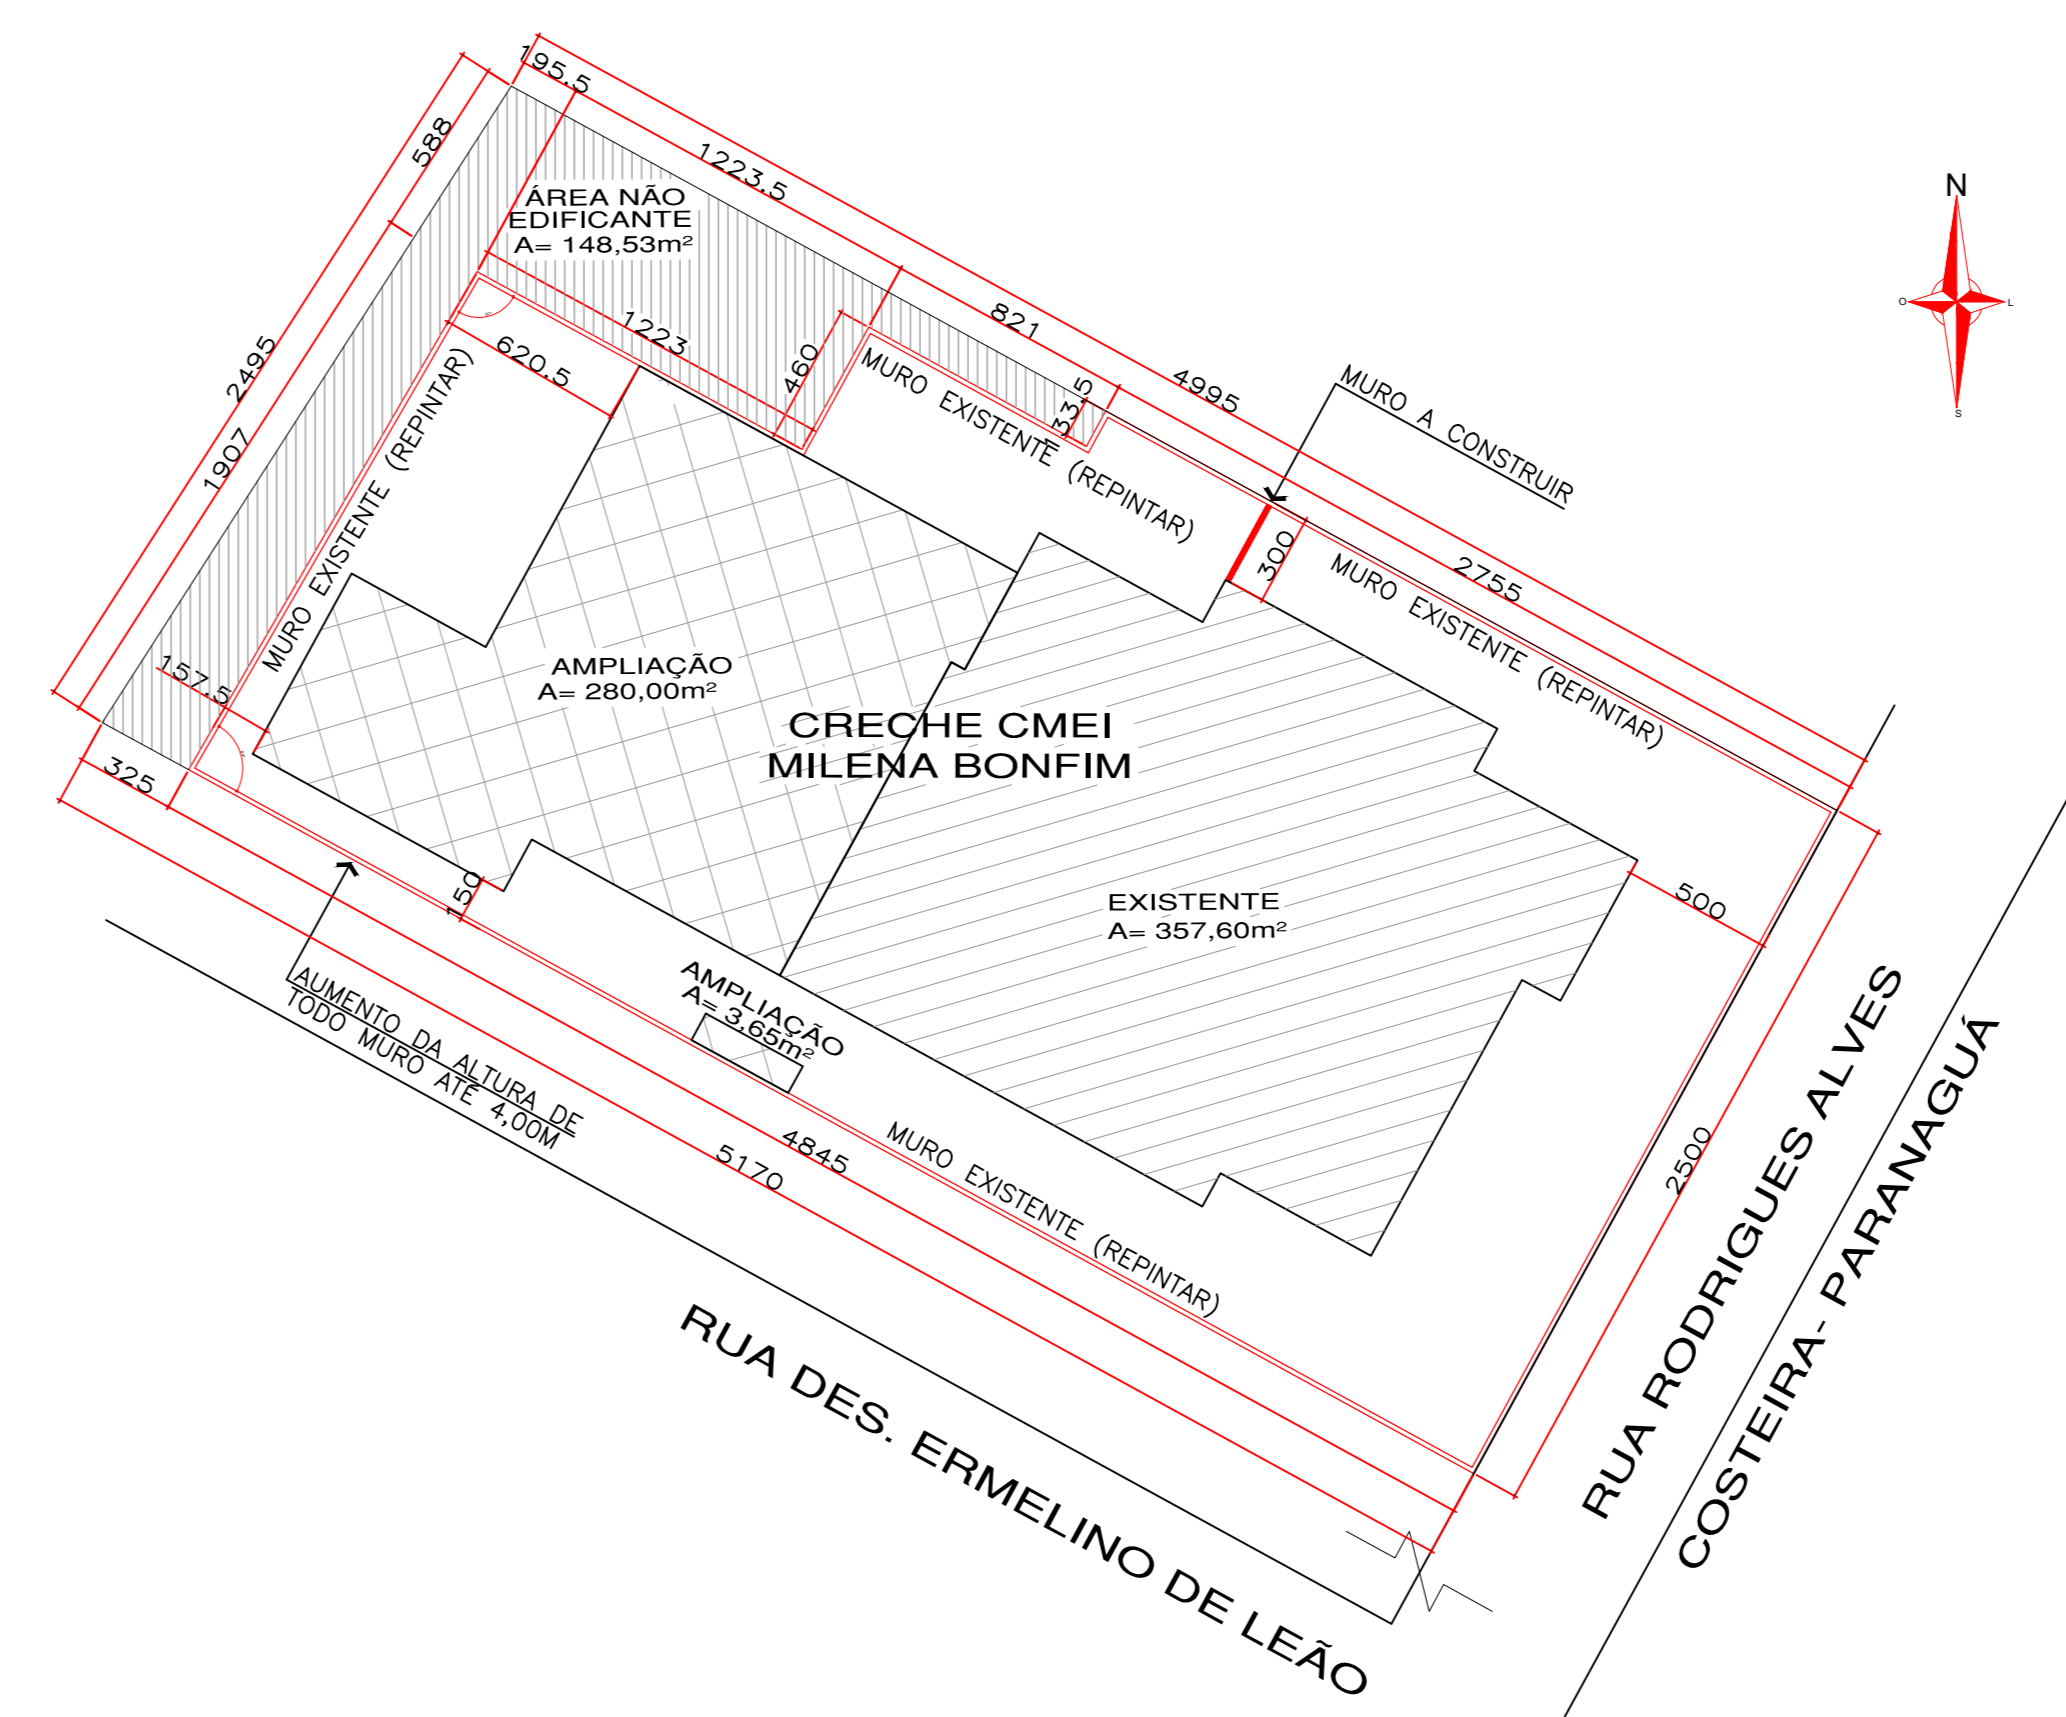 195.5
588
1223.5
ÁREA NÃO
EDIFICANTE
A= 148,53m²
N
O
L
S
2495
1907
620.5
1223
460
821
133.5
4995
MURO A CONSTRUIR
MURO EXISTENTE (REPINTAR)
MURO EXISTENTE (REPINTAR)
300
2755
MURO EXISTENTE (REPINTAR)
157.5
325
AMPLIAÇÃO
A= 280,00m²
CRECHE CMEI
MILENA BONFIM
150
EXISTENTE
A= 357,60m²
500
AMPLIAÇÃO
A= 3,65m²
AUMENTO DA ALTURA DE
TODO MURO ATÉ 4,00M
4845
5170
MURO EXISTENTE (REPINTAR)
2500
RUA DES. ERMELINO DE LEÃO
RUA RODRIGUES ALVES
COSTEIRA- PARANAGUÁ